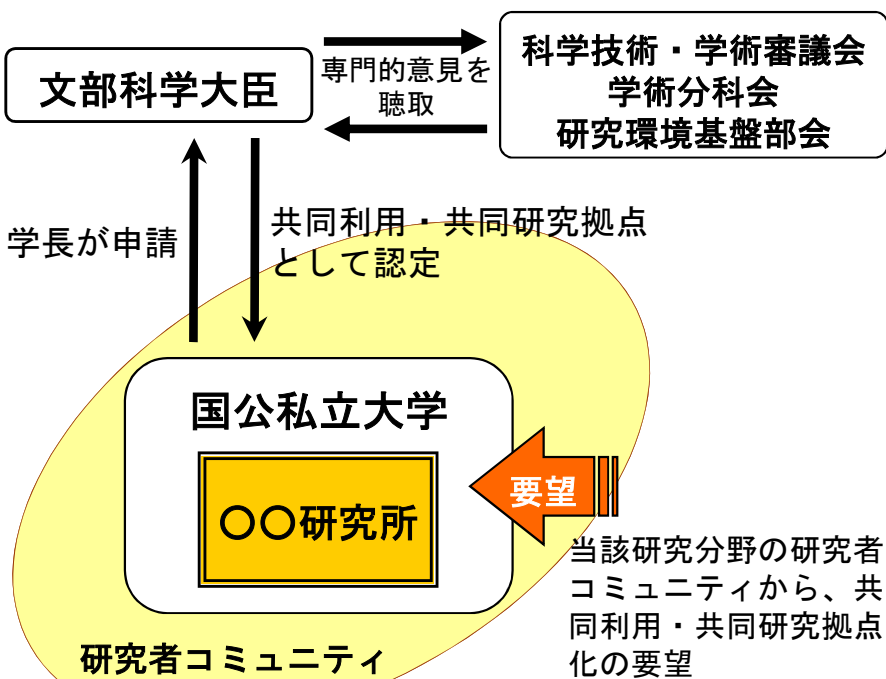 文部科学大臣
専門的意見を
聴取
科学技術・学術審議会
学術分科会
研究環境基盤部会
学長が申請
共同利用・共同研究拠点
として認定
国公私立大学
〇〇研究所
要望
当該研究分野の研究者
コミュニティから、共
同利用・共同研究拠点
化の要望
研究者コミュニティ